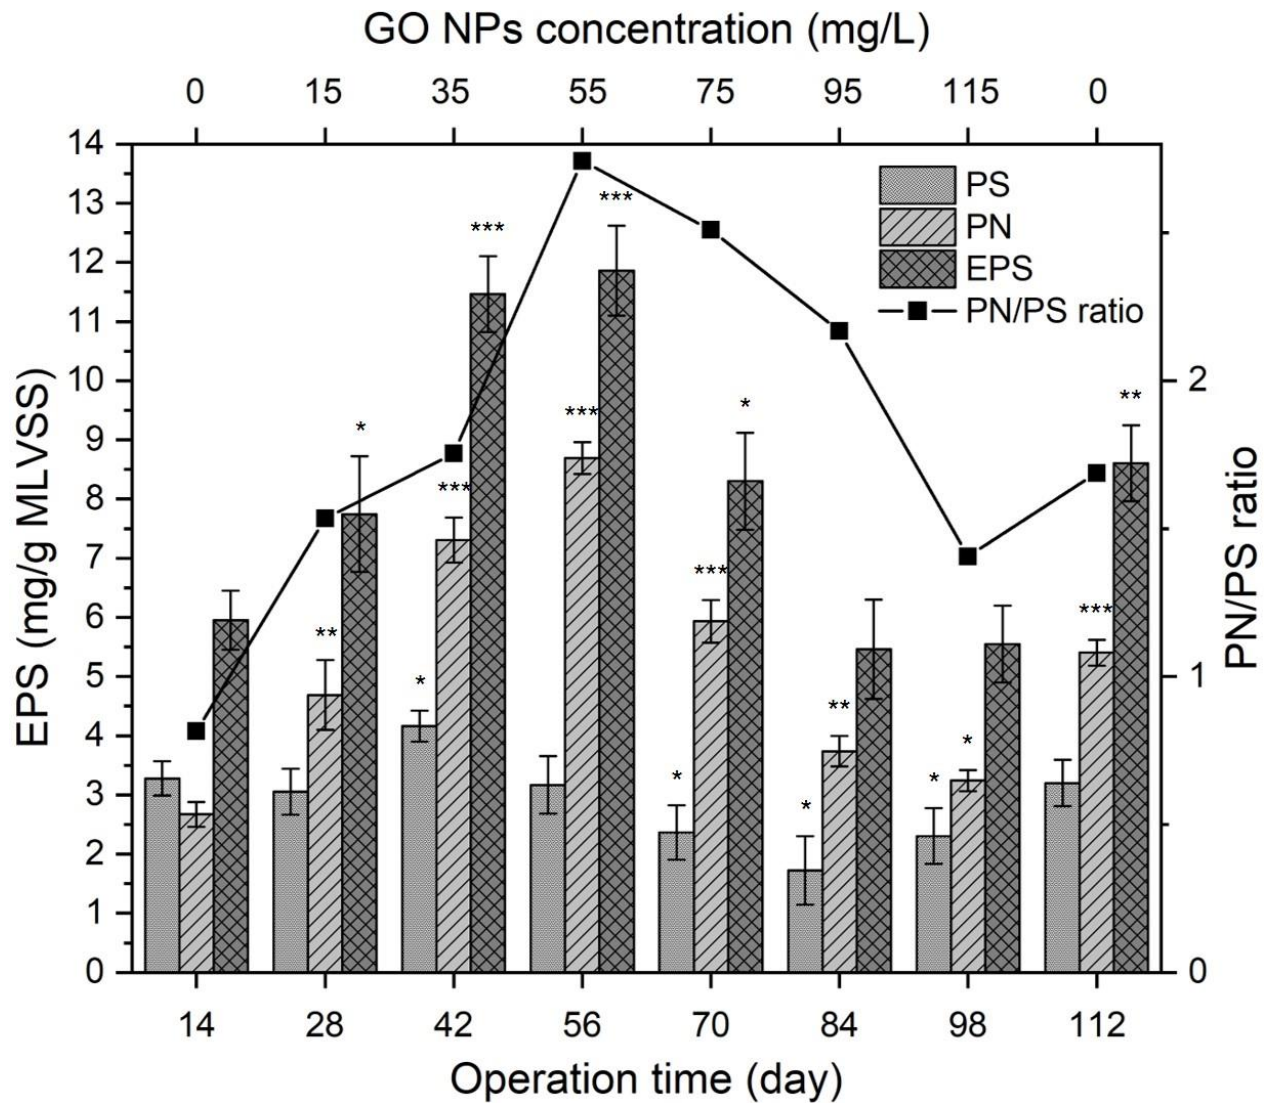 GO NPs concentration (mg/L)
0 15 35 55 75 95 115 0
14
13
12
11
10
9
8
7
6
5
4
3
2
1
0
EPS (mg/g MLVSS)
PS
PN
EPS
PN/PS ratio
* ** * *** *** *** *** * *** * * ** * * *** **
2
1
0
PN/PS ratio
14 28 42 56 70 84 98 112
Operation time (day)